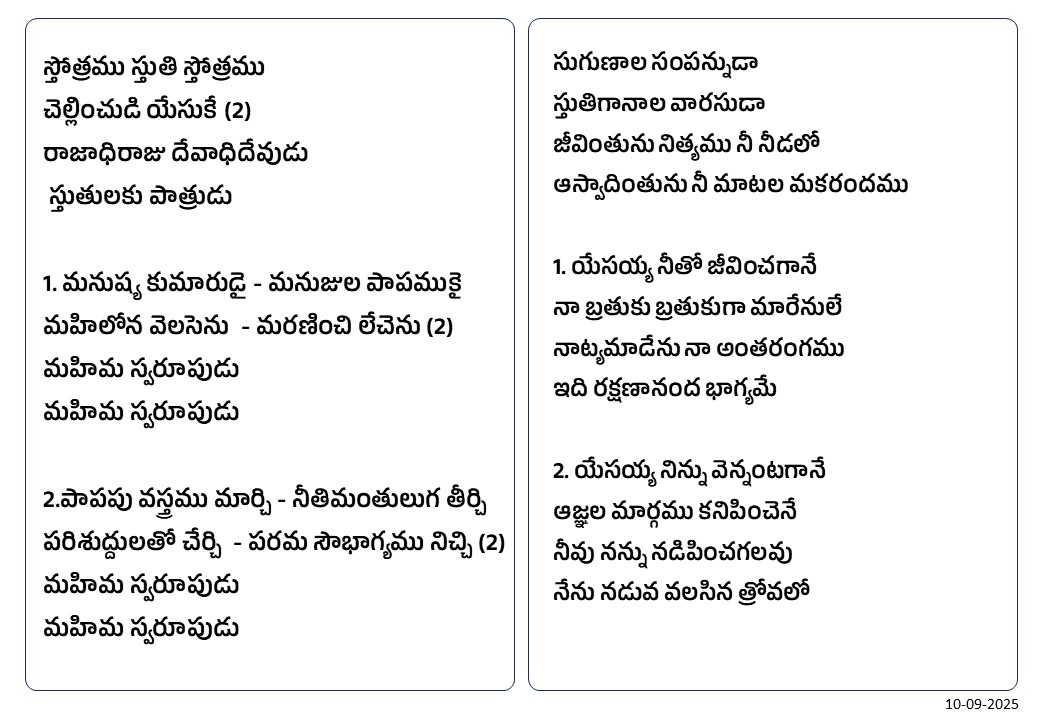 స్తోత్రము స్తుతి స్తోత్రము
చెల్లించుడి యేసుకే (2)
రాజాధిరాజు దేవాధిదేవుడు
స్తుతులకు పాత్రుడు
1. మనుష్య కుమారుడై - మనుజుల పాపముకై
మహిలోన వెలసెను - మరణించి లేచెను (2)
మహిమ స్వరూపుడు
మహిమ స్వరూపుడు
2.పాపపు వస్త్రము మార్చి - నీతిమంతులుగ తీర్చి
పరిశుద్దులతో చేర్చి - పరమ సౌభాగ్యము నిచ్చి (2)
మహిమ స్వరూపుడు
మహిమ స్వరూపుడు
సుగుణాల సంపన్నుడా
స్తుతిగానాల వారసుడా
జీవింతును నిత్యము నీ నీడలో
ఆస్వాదింతును నీ మాటల మకరందము
1. యేసయ్య నీతో జీవించగానే
నా బ్రతుకు బ్రతుకుగా మారేనులే
నాట్యమాడేను నా అంతరంగము
ఇది రక్షణానంద భాగ్యమే
2. యేసయ్య నిన్ను వెన్నంటగానే
ఆజ్ఞల మార్గము కనిపించెనే
నీవు నన్ను నడిపించగలవు
నేను నడువ వలసిన త్రోవలో
10-09-2025